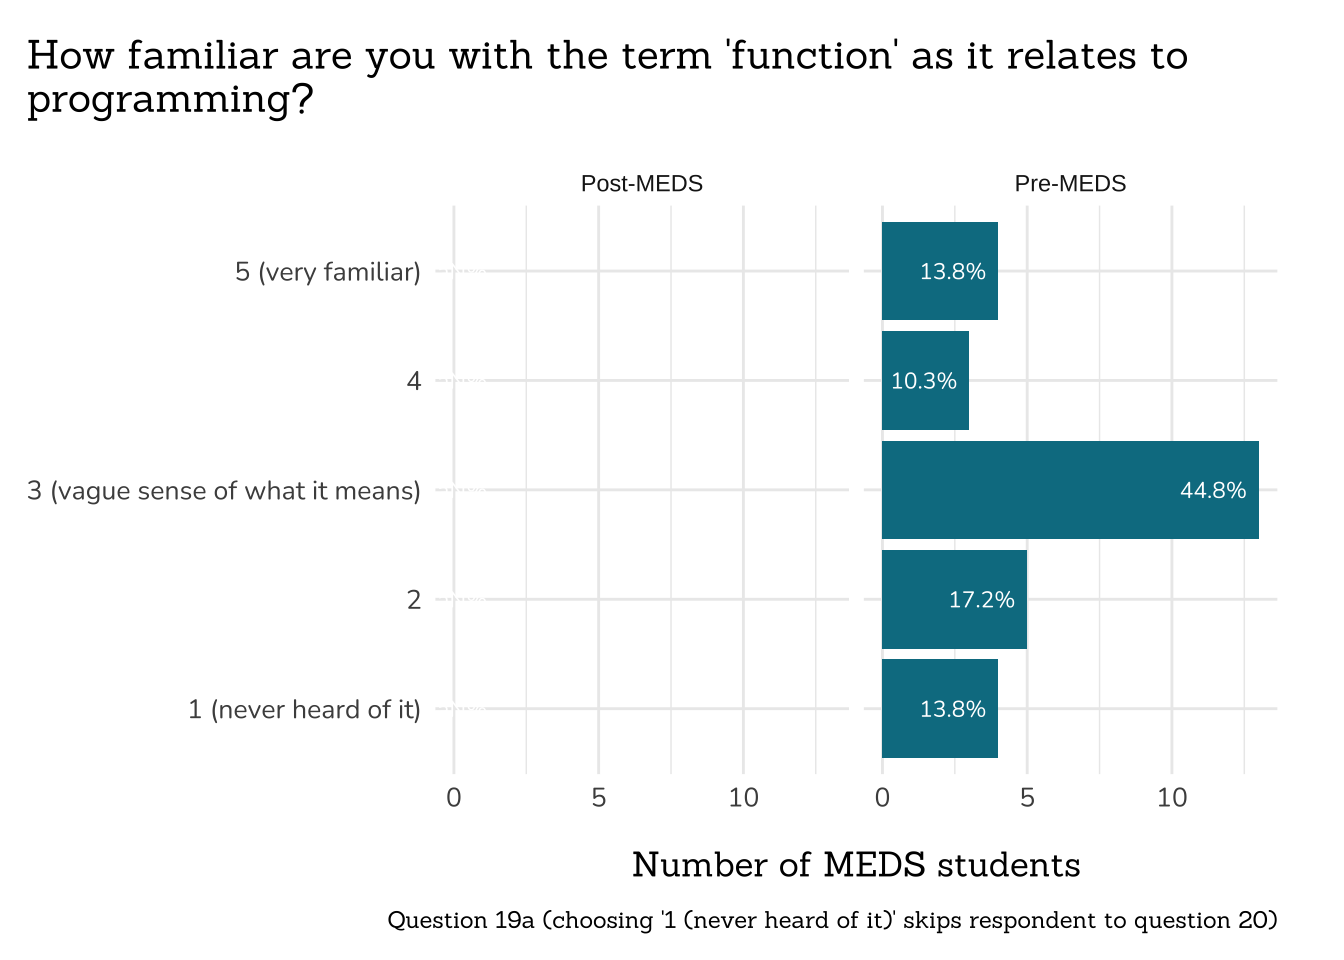 How familiar are you with the term 'function' as it relates to
programming?
Post-MEDS
Pre-MEDS
5 (very familiar)
13.8%
4
10.3%
3 (vague sense of what it means)
44.8%
2
17.2%
1 (never heard of it)
13.8%
0 5 10
0 5 10
Number of MEDS students
Question 19a (choosing '1 (never heard of it)' skips respondent to question 20)